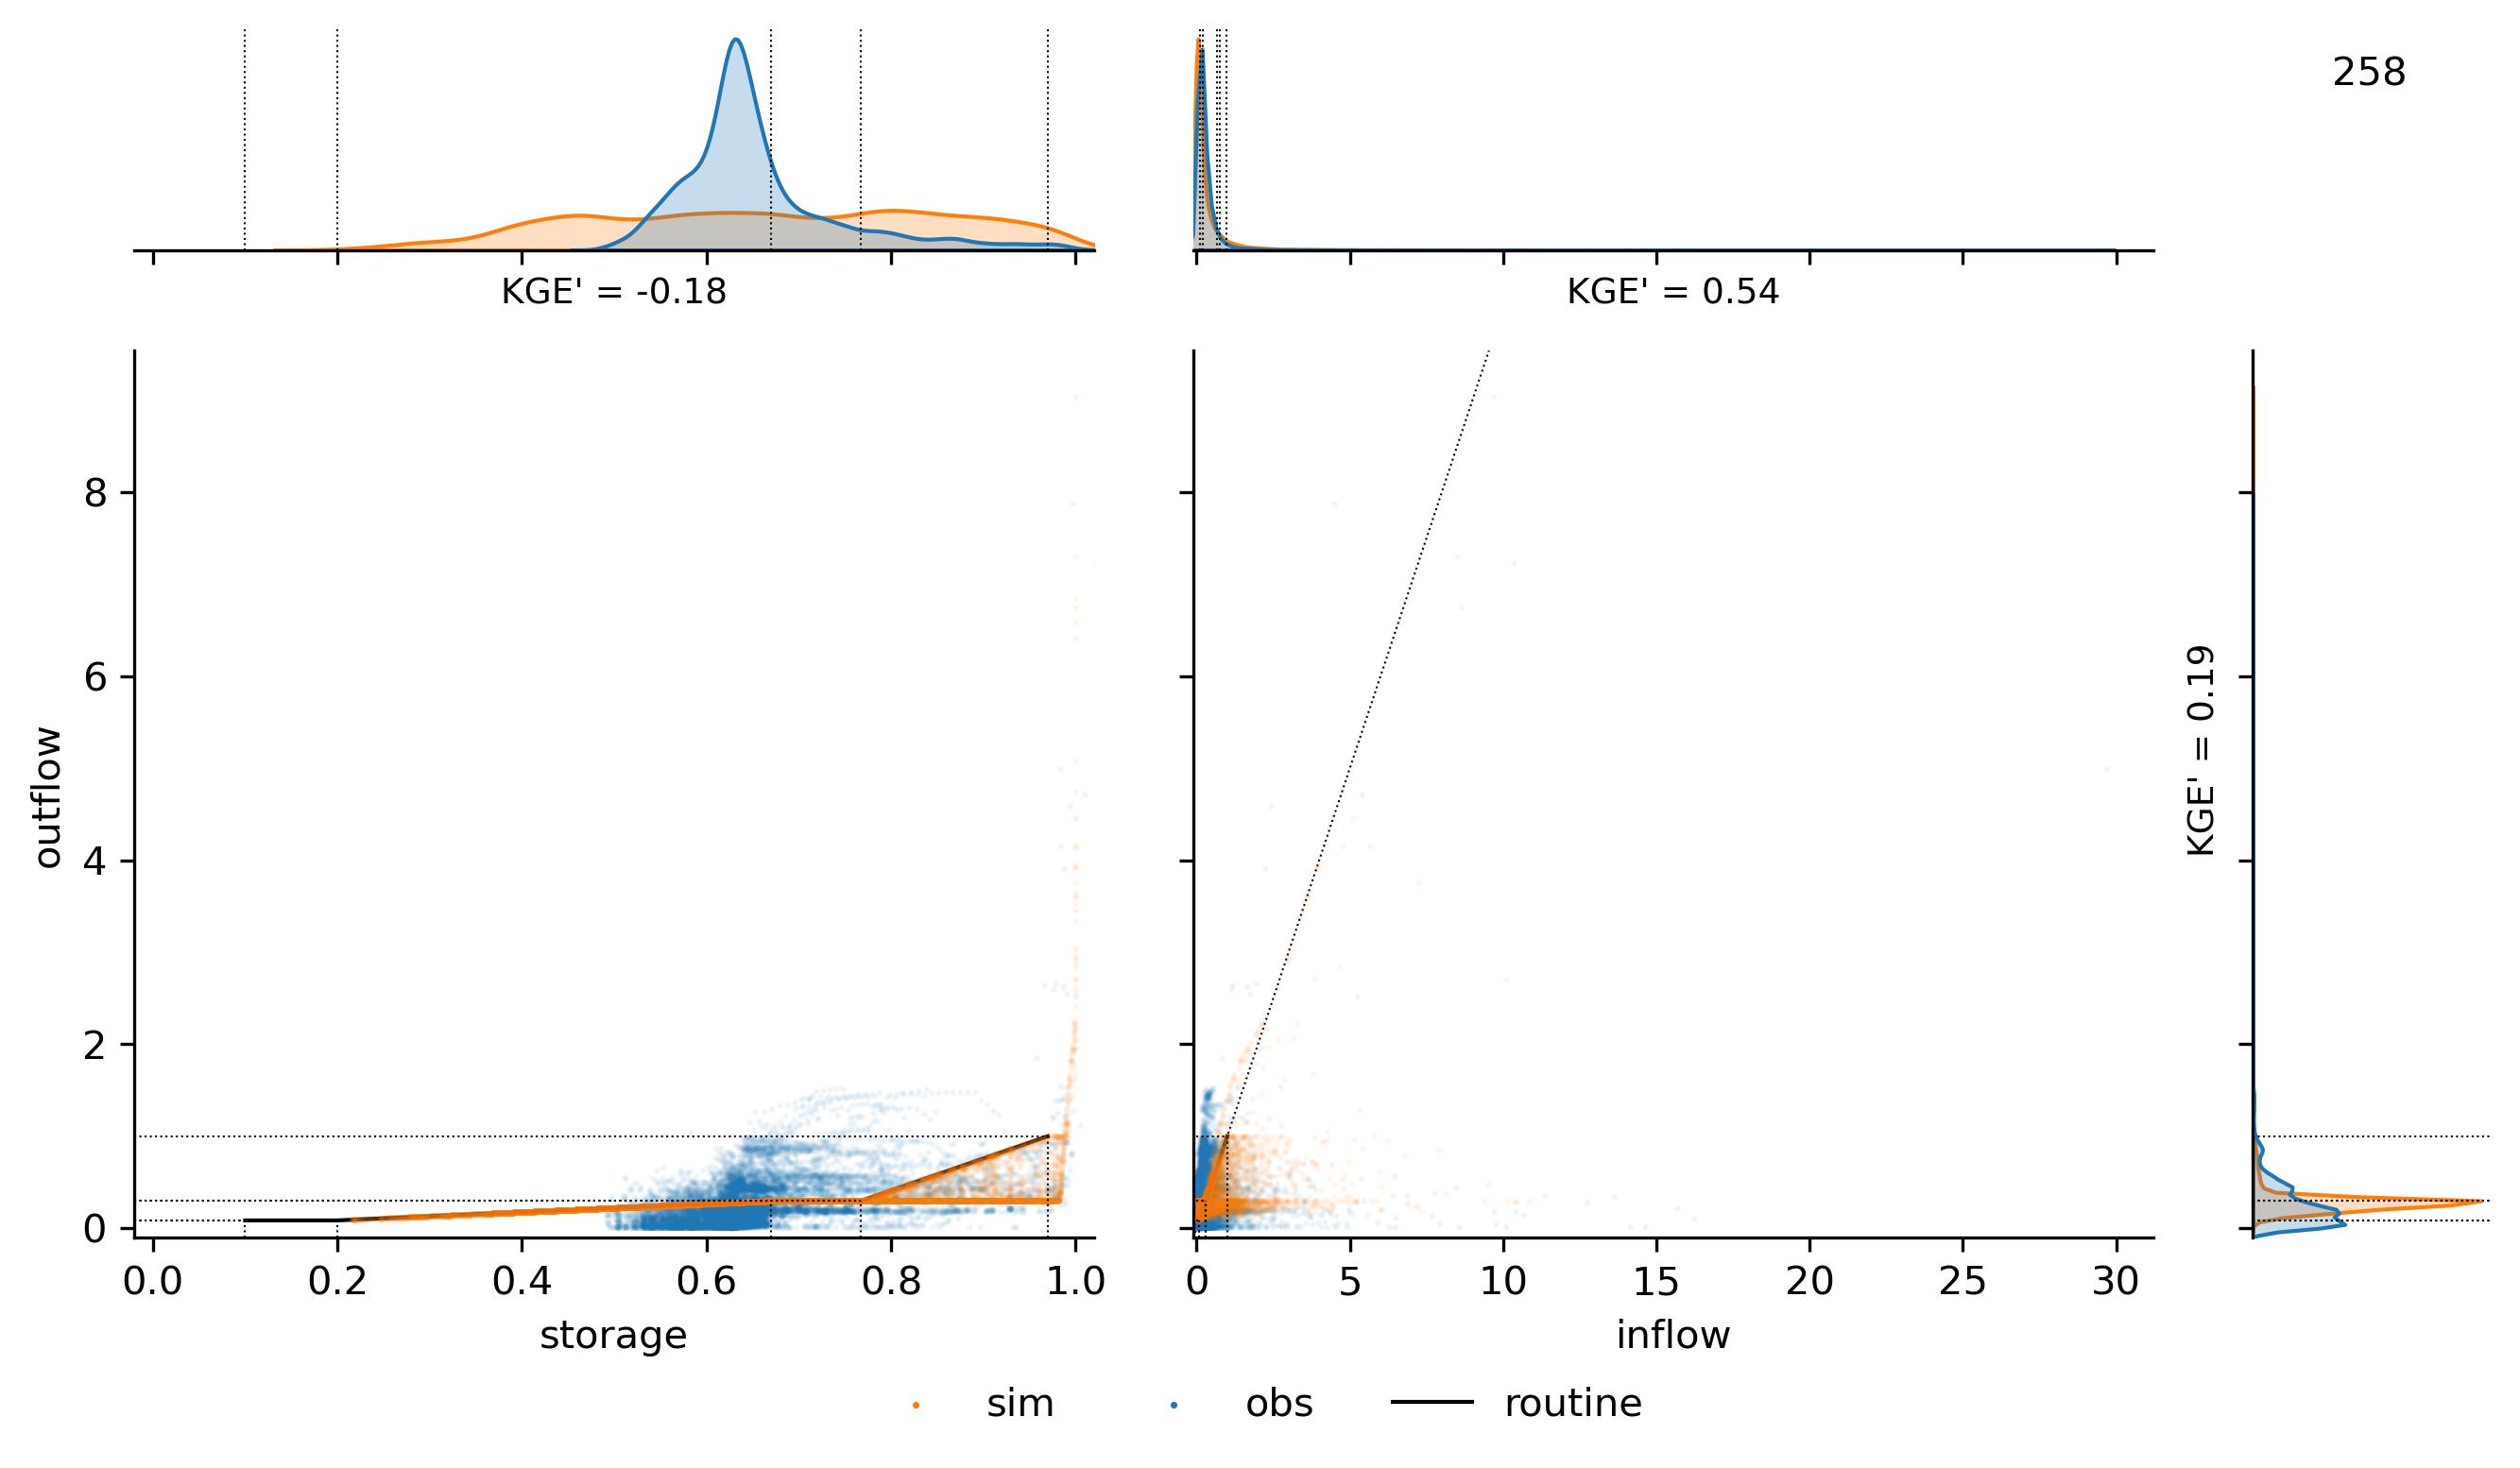 258
KGE' = -0.18
KGE' = 0.54
outflow
8
6
4
2
0
KGE' = 0.19
0.0 0.2 0.4 0.6 0.8 1.0
0 5 10 15 20 25 30
storage
inflow
sim obs routine